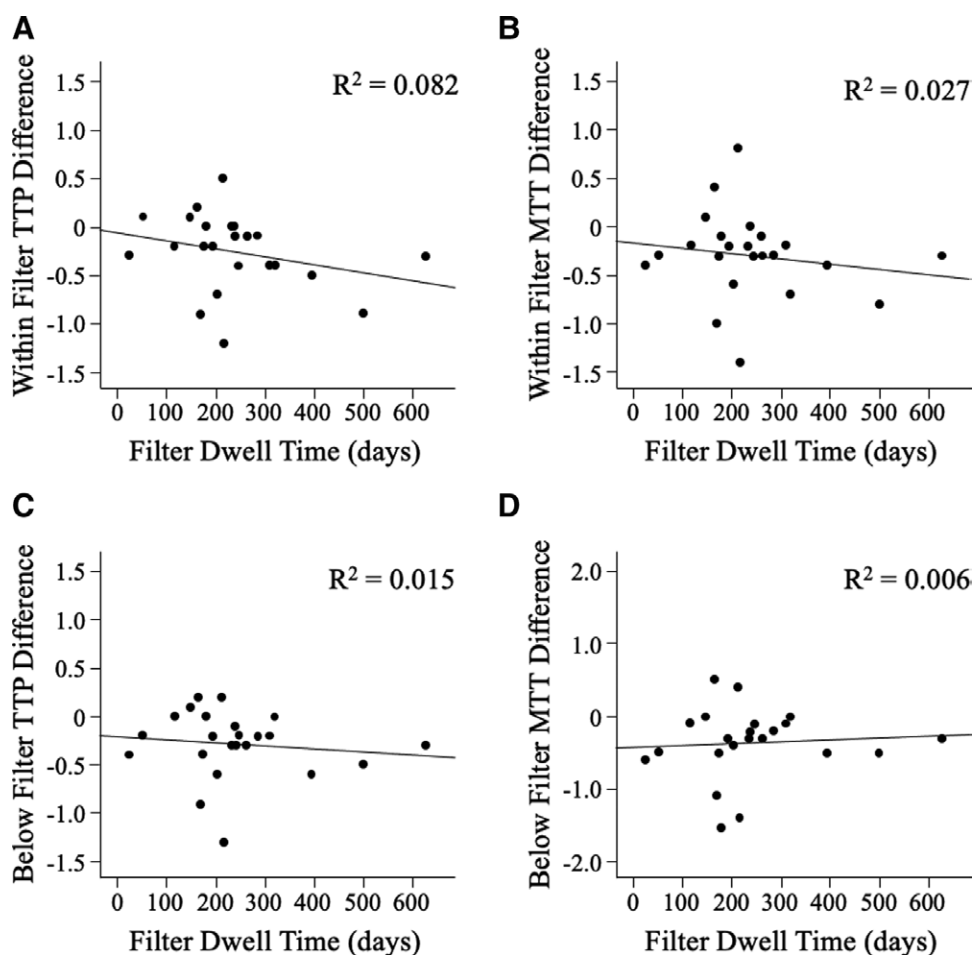 A
Within Filter TTP Difference
R² = 0.082
1.5
1.0
0.5
0
-0.5
-1.0
-1.5
0 100 200 300 400 500 600
Filter Dwell Time (days)
B
Within Filter MTT Difference
R² = 0.027
1.5
1.0
0.5
0
-0.5
-1.0
-1.5
0 100 200 300 400 500 600
Filter Dwell Time (days)
C
Below Filter TTP Difference
R² = 0.015
1.5
1.0
0.5
0
-0.5
-1.0
-1.5
0 100 200 300 400 500 600
Filter Dwell Time (days)
D
Below Filter MTT Difference
R² = 0.006
2.0
1.0
0
-1.0
-2.0
0 100 200 300 400 500 600
Filter Dwell Time (days)